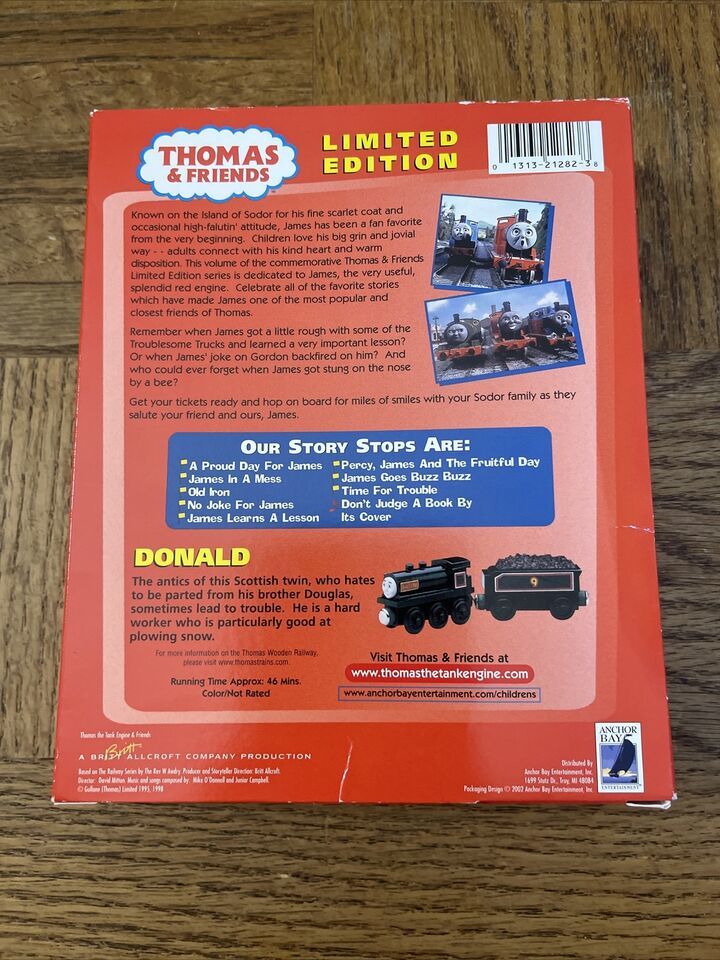 THOMAS
& FRIENDS
LIMITED
EDITION
0 1313-21282-3 8
Known on the Island of Sodor for his fine scarlet coat and
occasional high-falutin' attitude, James has been a fan favorite
from the very beginning. Children love his big grin and jovial
way - - adults connect with his kind heart and warm
disposition. This volume of the commemorative Thomas & Friends
Limited Edition series is dedicated to James, the very useful,
splendid red engine. Celebrate all of the favorite stories
which have made James one of the most popular and
closest friends of Thomas.
Remember when James got a little rough with some of the
Troublesome Trucks and learned a very important lesson?
Or when James' joke on Gordon backfired on him? And
who could ever forget when James got stung on the nose
by a bee?
Get your tickets ready and hop on board for miles of smiles with your Sodor family as they
salute your friend and ours, James.
OUR STORY STOPS ARE:
A Proud Day For James
James In A Mess
Old Iron
No Joke For James
James Learns A Lesson
Percy, James And The Fruitful Day
James Goes Buzz Buzz
Time For Trouble
Don't Judge A Book By
Its Cover
DONALD
The antics of this Scottish twin, who hates
to be parted from his brother Douglas,
sometimes lead to trouble. He is a hard
worker who is particularly good at
plowing snow.
9
For more information on the Thomas Wooden Railway,
please visit www.thomastrains.com.
Running Time Approx: 46 Mins.
Color/Not Rated
Visit Thomas & Friends at
www.thomasthetankengine.com
www.anchorbayentertainment.com/childrens
Thomas the Tank Engine & Friends
A BRITT ALLCROFT COMPANY PRODUCTION
Based on The Railway Series by The Rev W Awdry. Producer and Storyteller Direction: Britt Allcroft.
Director: David Mitton. Music and songs composed by: Mike O'Donnell and Junior Campbell.
© Gullane (Thomas) Limited 1995, 1998
ANCHOR
BAY
ENTERTAINMENT
Distributed By
Anchor Bay Entertainment, Inc.
1699 Stutz Dr., Troy, MI 48084
Packaging Design © 2002 Anchor Bay Entertainment, Inc.